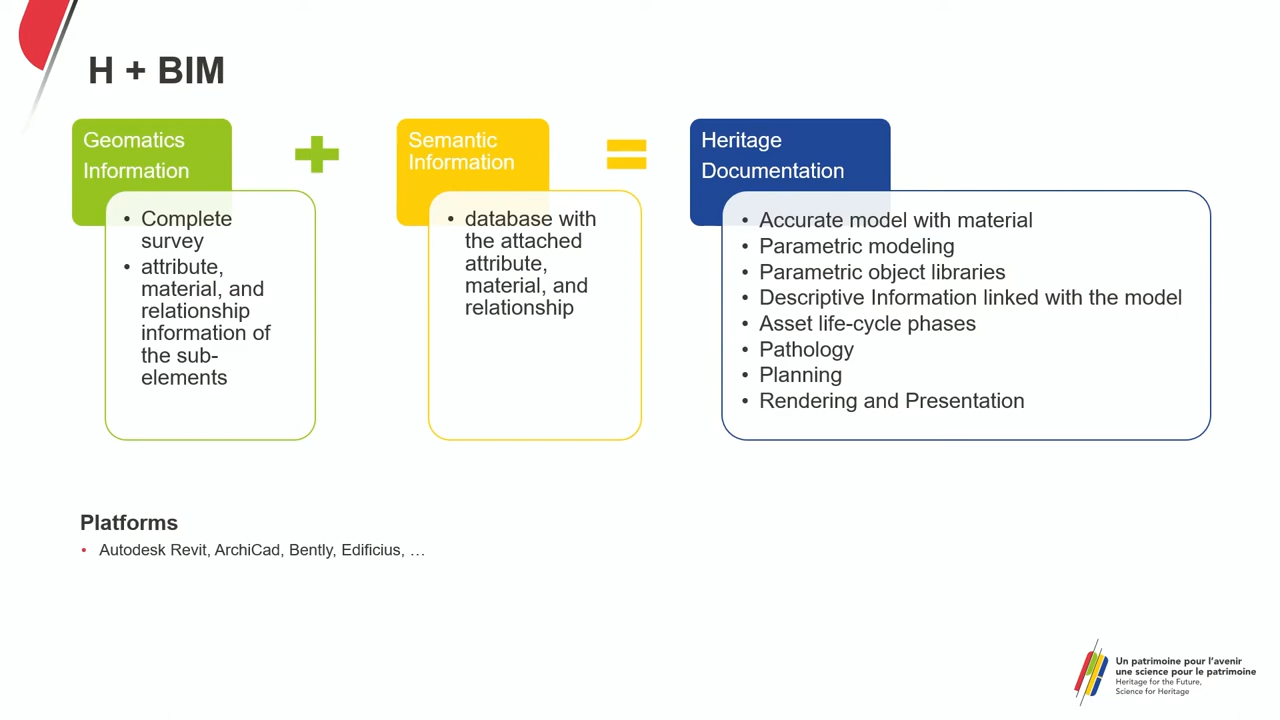 H + BIM
Geomatics
Information
• Complete
survey
• attribute,
material, and
relationship
information of
the sub-
elements
Semantic
Information
• database with
the attached
attribute,
material, and
relationship
Heritage
Documentation
• Accurate model with material
• Parametric modeling
• Parametric object libraries
• Descriptive Information linked with the model
• Asset life-cycle phases
• Pathology
• Planning
• Rendering and Presentation
Platforms
• Autodesk Revit, ArchiCad, Bently, Edificius, …
Un patrimoine pour l’avenir
une science pour le patrimoine
Heritage for the Future,
Science for Heritage